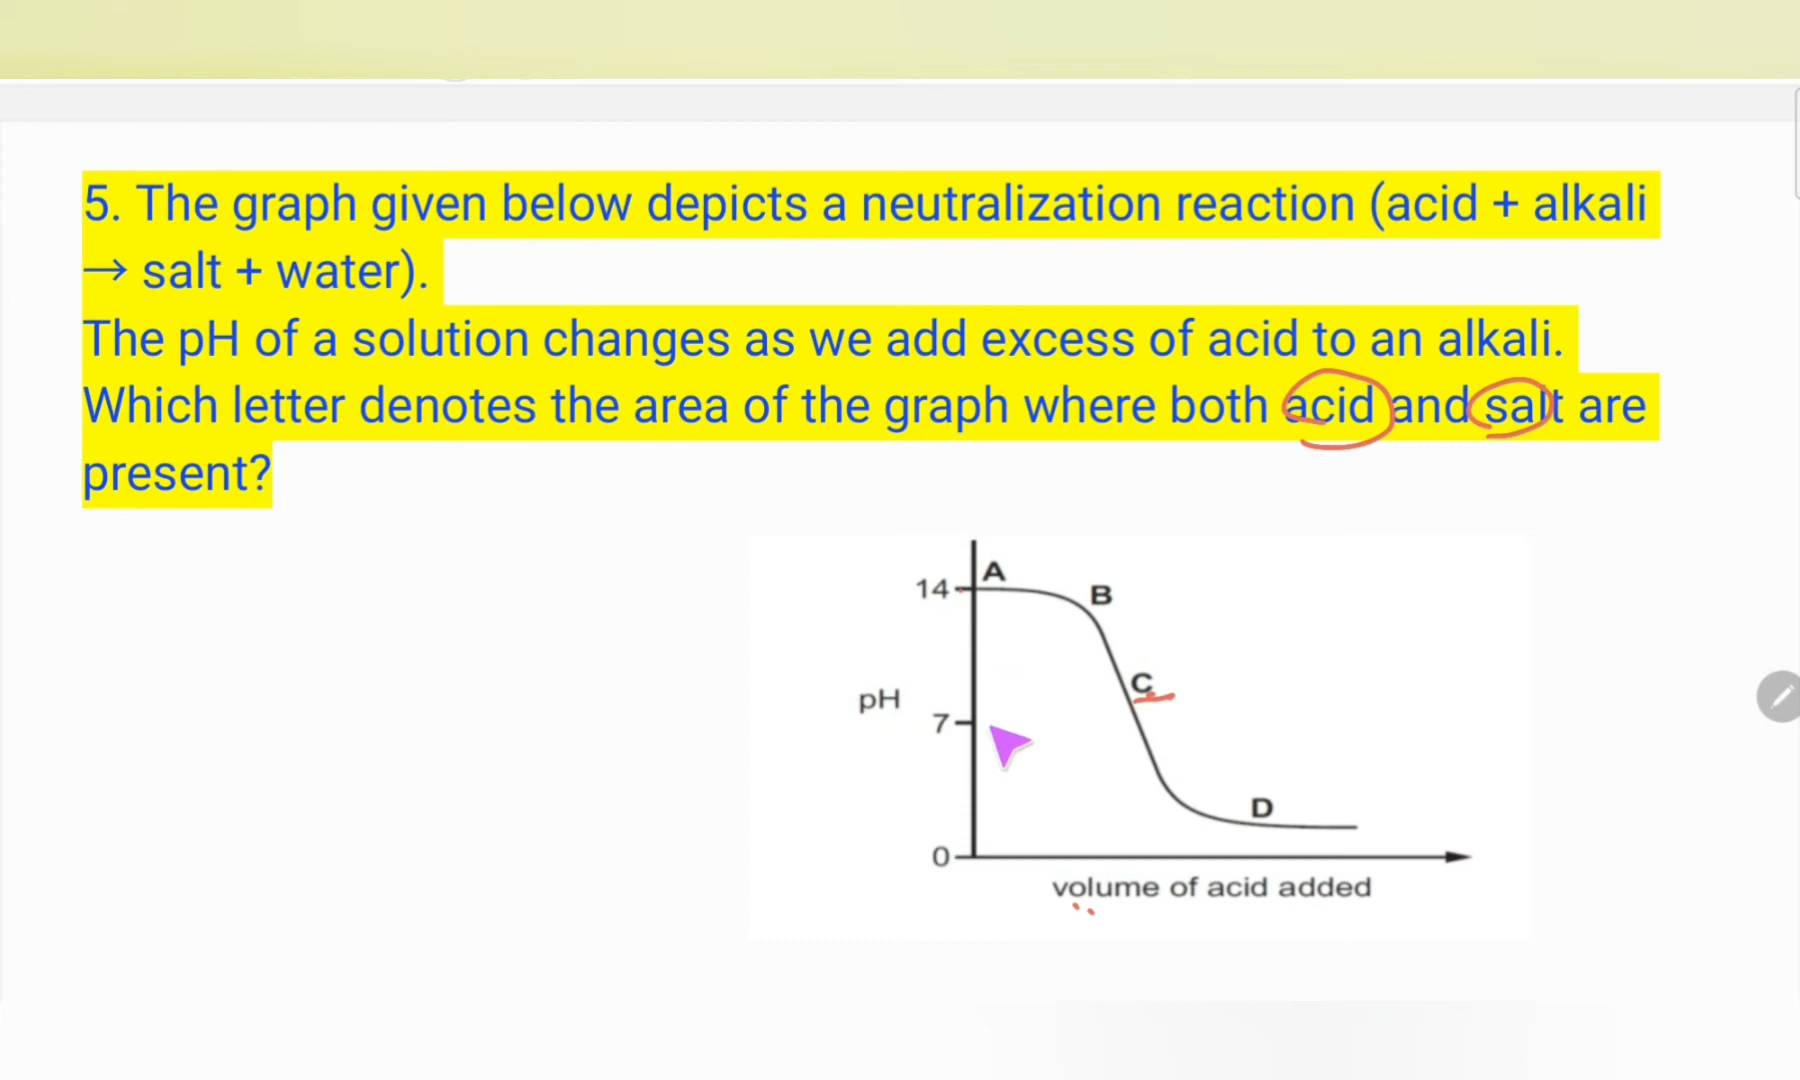 5. The graph given below depicts a neutralization reaction (acid + alkali
→ salt + water).
The pH of a solution changes as we add excess of acid to an alkali.
Which letter denotes the area of the graph where both acid and salt are
present?
A
14
B
C
pH
7
D
0
volume of acid added